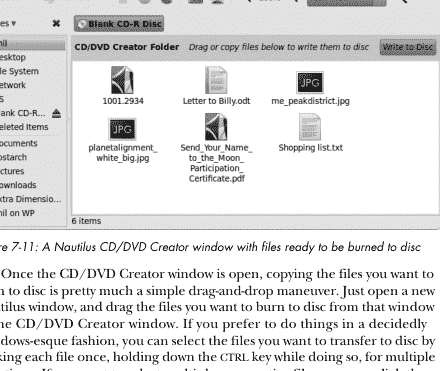 es ▾ ✖ Blank CD-R Disc
CD/DVD Creator Folder Drag or copy files below to write them to disc Write to Disc
nil
esktop
le System
etwork
S
ank CD-R...
eleted Items
ocuments
ostarch
ctures
ownloads
xtra Dimensio...
nil on WP
1001.2934 Letter to Billy.odt me_peakdistrict.jpg
JPG
JPG
planetalignment_
white_big.jpg
Send_Your_Name_
to_the_Moon_
Participation_
Certificate.pdf
Shopping list.txt
6 items
e 7-11: A Nautilus CD/DVD Creator window with files ready to be burned to disc
Once the CD/DVD Creator window is open, copying the files you want to
n to disc is pretty much a simple drag-and-drop maneuver. Just open a new
tilus window, and drag the files you want to burn to disc from that window
he CD/DVD Creator window. If you prefer to do things in a decidedly
dows-esque fashion, you can select the files you want to transfer to disc by
king each file once, holding down the CTRL key while doing so, for multiple